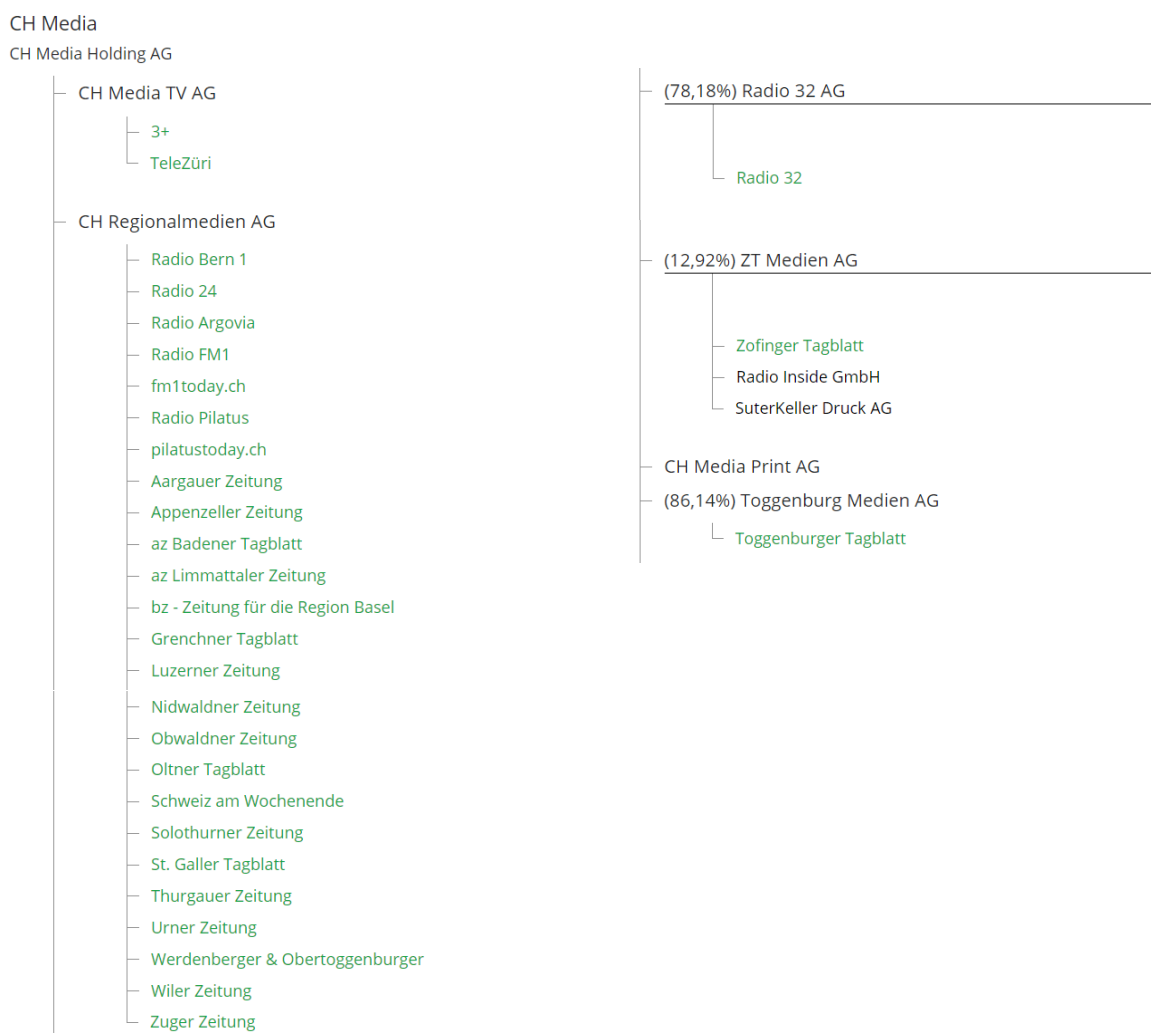 CH Media
CH Media Holding AG
CH Media TV AG
3+
TeleZüri
CH Regionalmedien AG
Radio Bern 1
Radio 24
Radio Argovia
Radio FM1
fm1today.ch
Radio Pilatus
pilatustoday.ch
Aargauer Zeitung
Appenzeller Zeitung
az Badener Tagblatt
az Limmattaler Zeitung
bz - Zeitung für die Region Basel
Grenchner Tagblatt
Luzerner Zeitung
Nidwaldner Zeitung
Obwaldner Zeitung
Oltner Tagblatt
Schweiz am Wochenende
Solothurner Zeitung
St. Galler Tagblatt
Thurgauer Zeitung
Urner Zeitung
Werdenberger & Obertoggenburger
Wiler Zeitung
Zuger Zeitung
(78,18%) Radio 32 AG
Radio 32
(12,92%) ZT Medien AG
Zofinger Tagblatt
Radio Inside GmbH
SuterKeller Druck AG
CH Media Print AG
(86,14%) Toggenburg Medien AG
Toggenburger Tagblatt